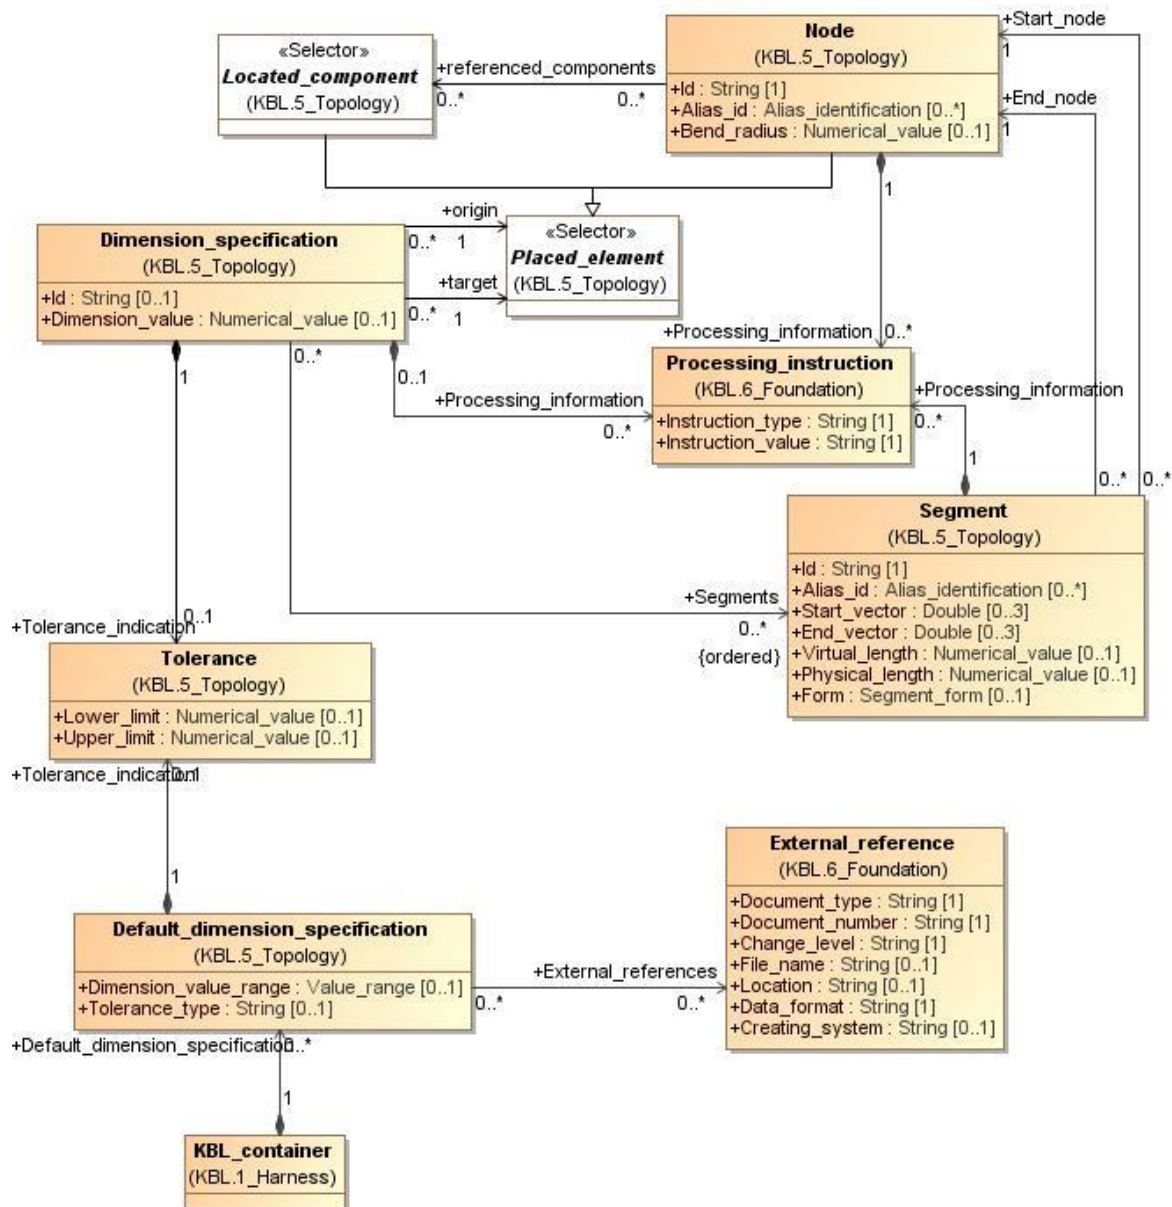 +Start_node
1
Node
(KBL.5_Topology)
+Id : String [1]
+Alias_id : Alias_identification [0..*]
+Bend_radius : Numerical_value [0..1]
«Selector»
Located_component
(KBL.5_Topology)
+referenced_components
0..*
0..*
+End_node
1
1
+origin
0..*
1
«Selector»
Placed_element
(KBL.5_Topology)
Dimension_specification
(KBL.5_Topology)
+Id : String [0..1]
+Dimension_value : Numerical_value [0..1]
+target
0..*
1
+Processing_information
0..*
0..*
1
0..1
Processing_instruction
(KBL.6_Foundation)
+Instruction_type : String [1]
+Instruction_value : String [1]
+Processing_information
0..*
+Processing_information
0..*
1
0..*
0..*
Segment
(KBL.5_Topology)
+Id : String [1]
+Alias_id : Alias_identification [0..*]
+Start_vector : Double [0..3]
+End_vector : Double [0..3]
+Virtual_length : Numerical_value [0..1]
+Physical_length : Numerical_value [0..1]
+Form : Segment_form [0..1]
+Segments
0..*
{ordered}
0..1
+Tolerance_indication
Tolerance
(KBL.5_Topology)
+Lower_limit : Numerical_value [0..1]
+Upper_limit : Numerical_value [0..1]
+Tolerance_indication
0..1
1
External_reference
(KBL.6_Foundation)
+Document_type : String [1]
+Document_number : String [1]
+Change_level : String [1]
+File_name : String [0..1]
+Location : String [0..1]
+Data_format : String [1]
+Creating_system : String [0..1]
Default_dimension_specification
(KBL.5_Topology)
+Dimension_value_range : Value_range [0..1]
+Tolerance_type : String [0..1]
+External_references
0..*
0..*
+Default_dimension_specification
0..*
1
KBL_container
(KBL.1_Harness)